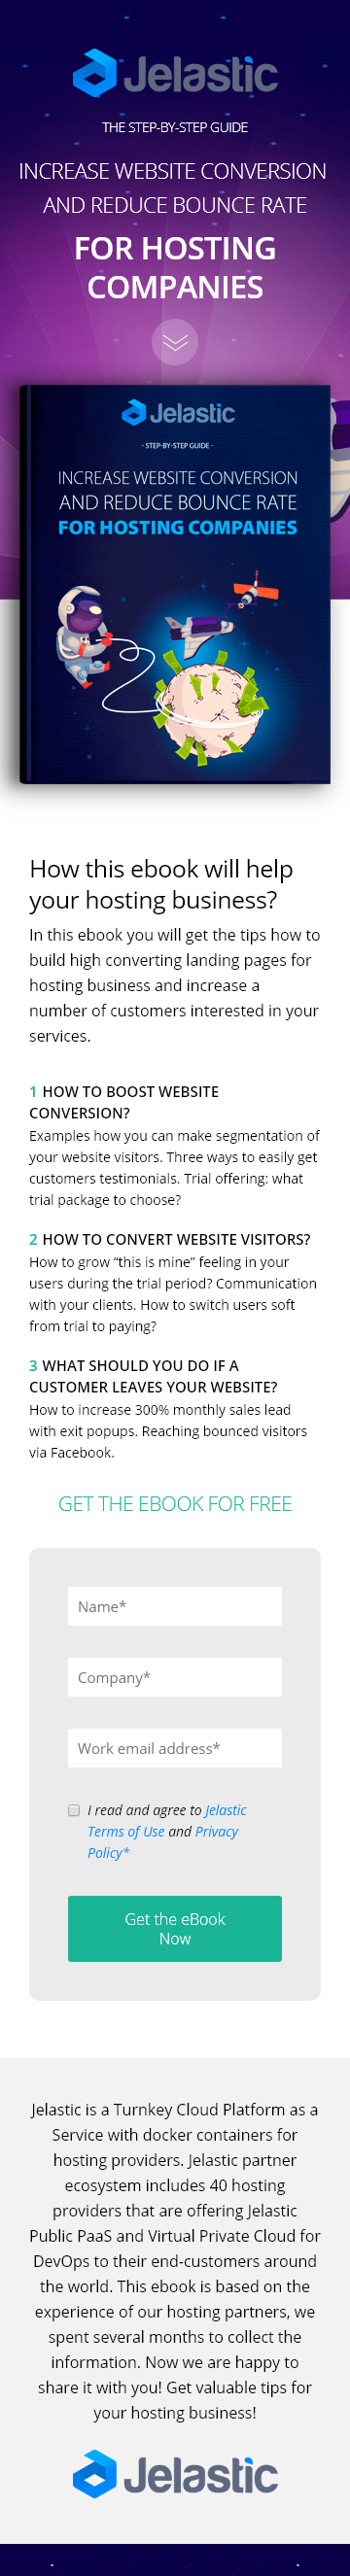 Jelastic
THE STEP-BY-STEP GUIDE
INCREASE WEBSITE CONVERSION
AND REDUCE BOUNCE RATE
FOR HOSTING
COMPANIES
Jelastic
- STEP-BY-STEP GUIDE -
INCREASE WEBSITE CONVERSION
AND REDUCE BOUNCE RATE
FOR HOSTING COMPANIES
How this ebook will help
your hosting business?
In this ebook you will get the tips how to
build high converting landing pages for
hosting business and increase a
number of customers interested in your
services.
1 HOW TO BOOST WEBSITE
CONVERSION?
Examples how you can make segmentation of
your website visitors. Three ways to easily get
customers testimonials. Trial offering: what
trial package to choose?
2 HOW TO CONVERT WEBSITE VISITORS?
How to grow “this is mine” feeling in your
users during the trial period? Communication
with your clients. How to switch users soft
from trial to paying?
3 WHAT SHOULD YOU DO IF A
CUSTOMER LEAVES YOUR WEBSITE?
How to increase 300% monthly sales lead
with exit popups. Reaching bounced visitors
via Facebook.
GET THE EBOOK FOR FREE
Name*
Company*
Work email address*
I read and agree to Jelastic
Terms of Use and Privacy
Policy*
Get the eBook
Now
Jelastic is a Turnkey Cloud Platform as a
Service with docker containers for
hosting providers. Jelastic partner
ecosystem includes 40 hosting
providers that are offering Jelastic
Public PaaS and Virtual Private Cloud for
DevOps to their end-customers around
the world. This ebook is based on the
experience of our hosting partners, we
spent several months to collect the
information. Now we are happy to
share it with you! Get valuable tips for
your hosting business!
Jelastic